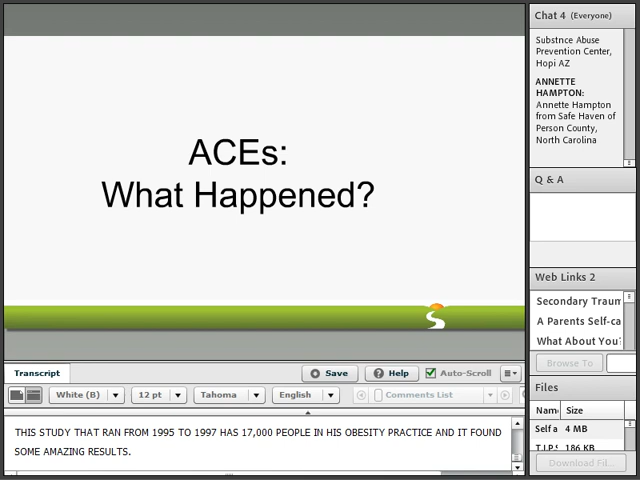 ACEs:
What Happened?
Transcript
Save
Help
Auto-Scroll
White (B)
12 pt
Tahoma
English
Comments List
THIS STUDY THAT RAN FROM 1995 TO 1997 HAS 17,000 PEOPLE IN HIS OBESITY PRACTICE AND IT FOUND
SOME AMAZING RESULTS.
Chat 4 (Everyone)
Substnce Abuse
Prevention Center,
Hopi AZ
ANNETTE
HAMPTON:
Annette Hampton
from Safe Haven of
Person County,
North Carolina
Q & A
Web Links 2
Secondary Traum
A Parents Self-ca
What About You?
Browse To
Files
Name Size
Self a 4 MB
T.I.P.S 186 KB
Download Fil...